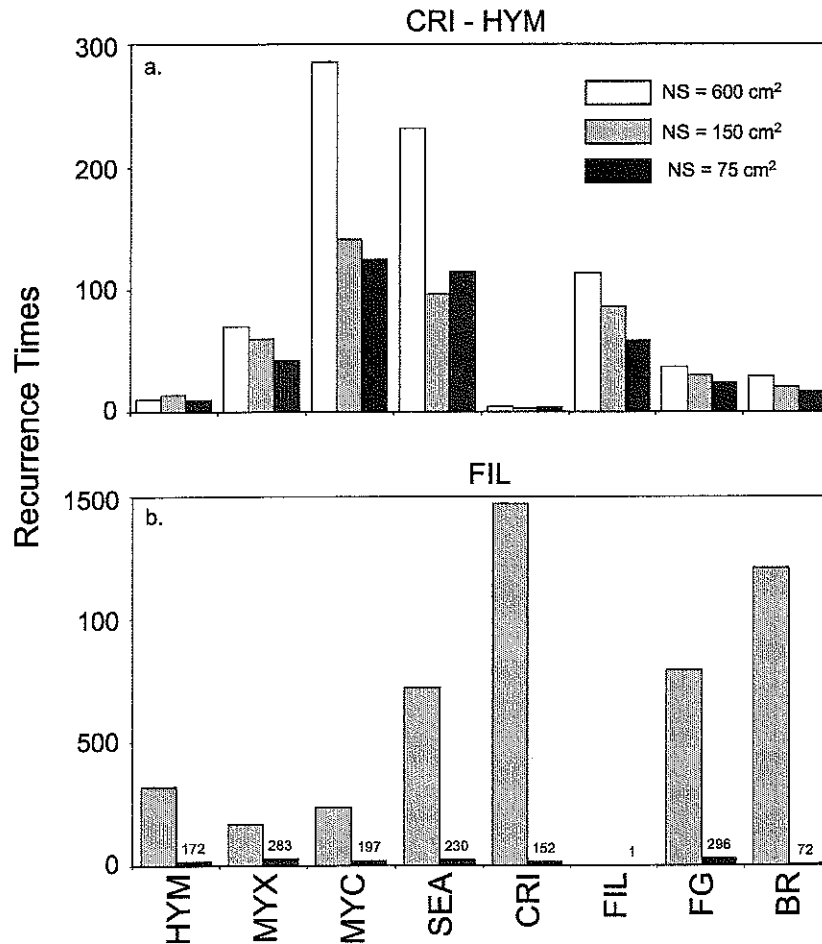 CRI - HYM
300
a.
NS = 600 cm²
NS = 150 cm²
NS = 75 cm²
200
100
0
Recurrence Times
FIL
1500
b.
100
500
0
172
283
197
230
152
1
296
72
HYM
MYX
MYC
SEA
CRI
FIL
FG
BR